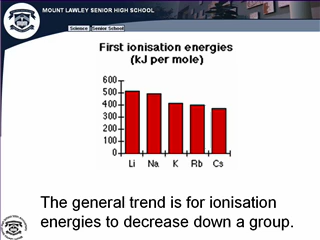 MOUNT LAWLEY SENIOR HIGH SCHOOL
Science Senior School
First ionisation energies
(kJ per mole)
600
500
400
300
200
100
0
Li Na K Rb Cs
The general trend is for ionisation
energies to decrease down a group.